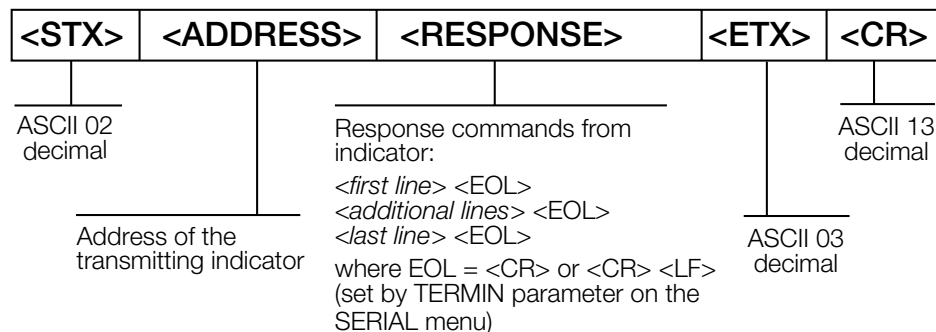 <STX> <ADDRESS> <RESPONSE> <ETX> <CR>
ASCII 02
decimal
Address of the
transmitting indicator
Response commands from
indicator:
<first line> <EOL>
<additional lines> <EOL>
<last line> <EOL>
where EOL = <CR> or <CR> <LF>
(set by TERMIN parameter on the
SERIAL menu)
ASCII 03
decimal
ASCII 13
decimal